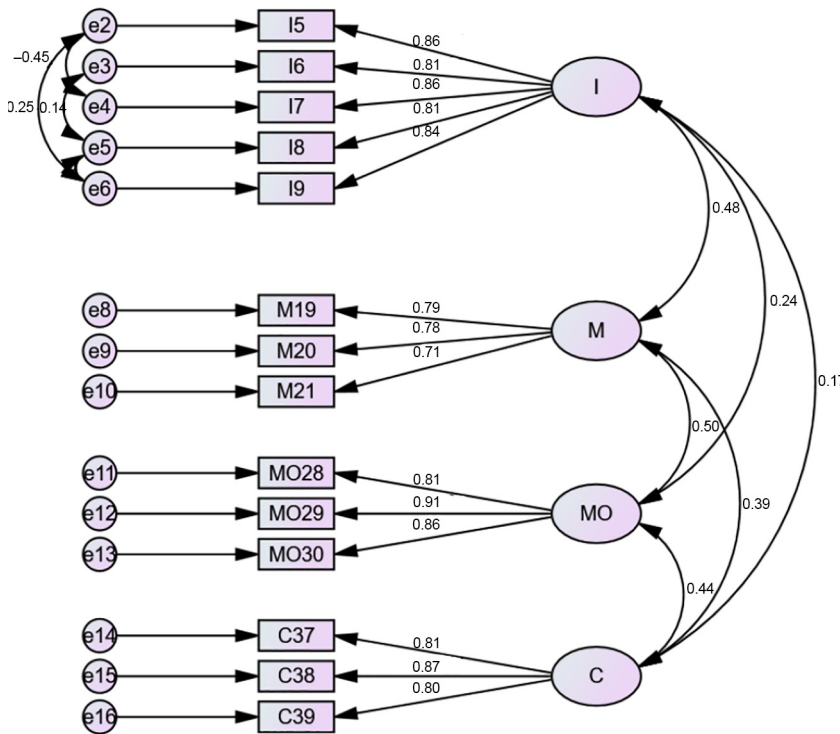 e2 I5
0.86
−0.45
e3 I6
0.81
I
0.86
0.25 0.14 e4 I7
0.81
e5 I8
0.84
e6 I9
0.48
0.24
e8 M19
0.79
0.78
M
e9 M20
0.71
0.17
e10 M21
0.50
e11 MO28
0.81
0.91
0.39
e12 MO29
MO
0.86
e13 MO30
0.44
e14 C37
0.81
0.87
e15 C38
C
0.80
e16 C39